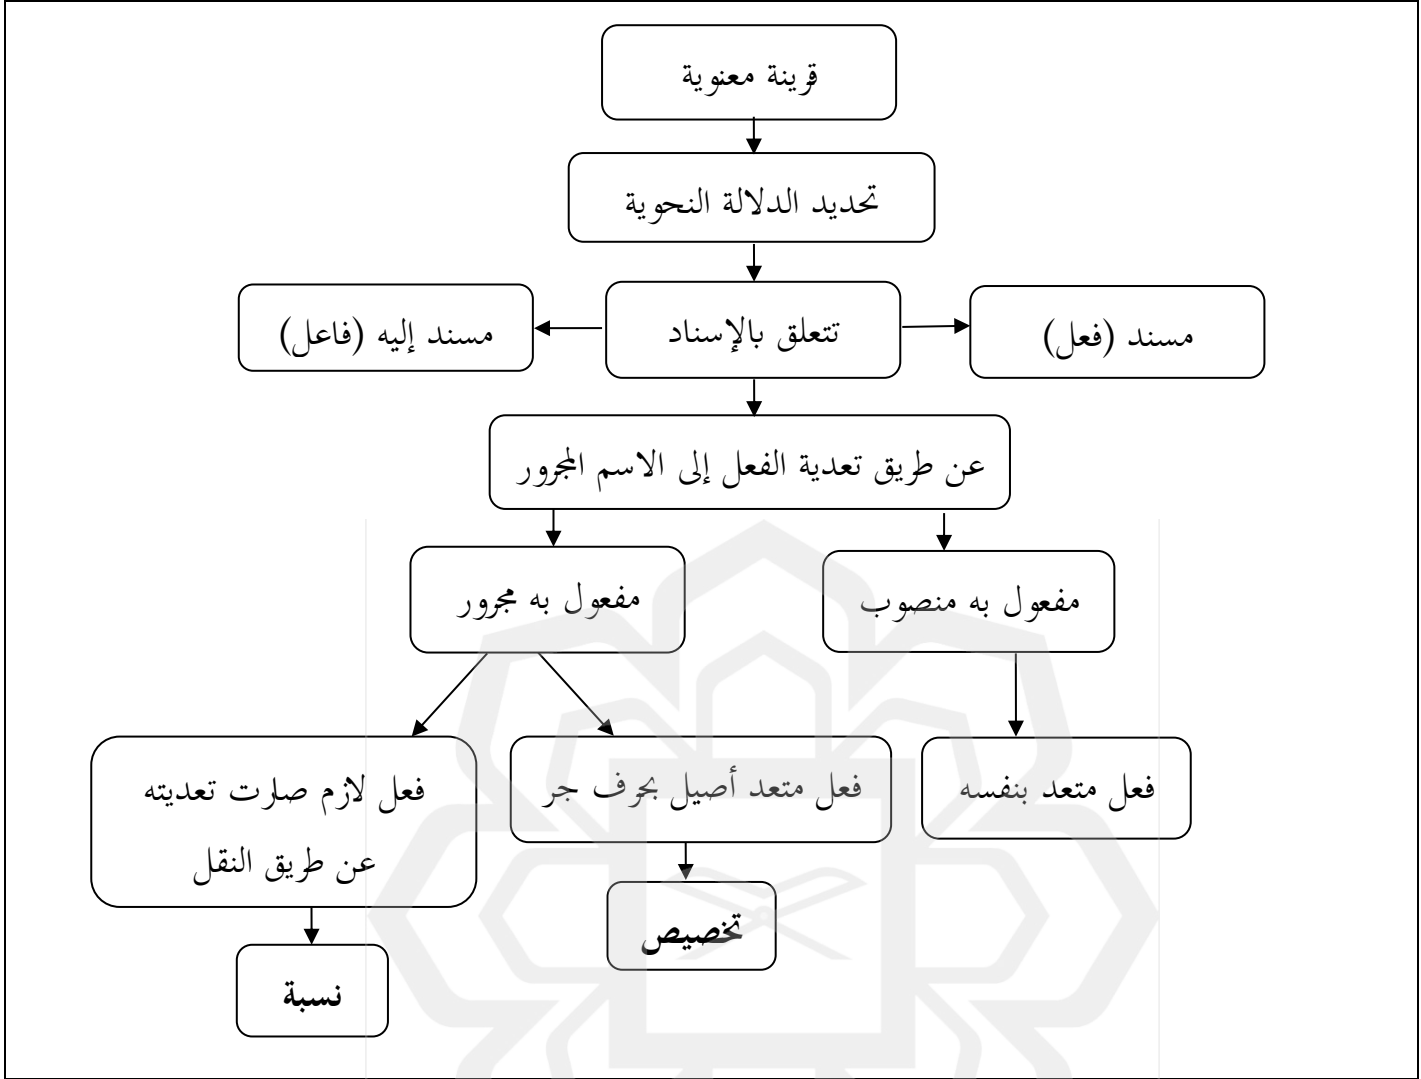 قرينة معنوية
تحديد الدلالة النحوية
مسند (فعل)
تتعلق بالإسناد
مسند إليه (فاعل)
عن طريق تعدية الفعل إلى الاسم المجرور
مفعول به منصوب
مفعول به مجرور
فعل متعد بنفسه
فعل متعد أصيل بحرف جر
فعل لازم صارت تعديته
عن طريق النقل
تخصيص
نسبة